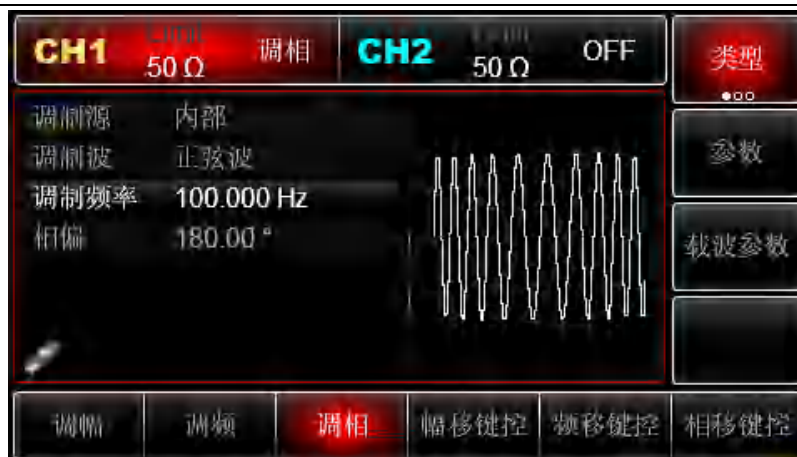 CH1 Limit 调相 CH2 Limit OFF
50 Ω 50 Ω
类型
调制源 内部
调制波 正弦波
调制频率 100.000 Hz
相偏 180.00 °
参数
载波参数
调幅 调频 调相 幅移键控 频移键控 相移键控